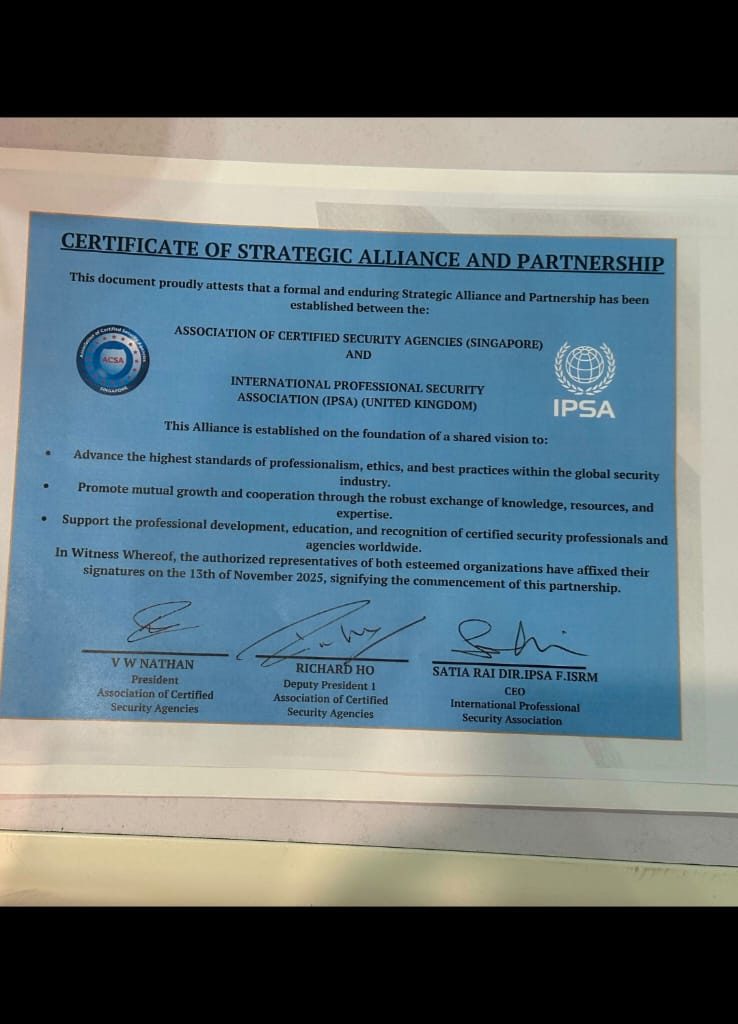 CERTIFICATE OF STRATEGIC ALLIANCE AND PARTNERSHIP
This document proudly attests that a formal and enduring Strategic Alliance and Partnership has been
established between the:
Association of Certified Security Agencies
ACSA
SINGAPORE
ASSOCIATION OF CERTIFIED SECURITY AGENCIES (SINGAPORE)
AND
INTERNATIONAL PROFESSIONAL SECURITY
ASSOCIATION (IPSA) (UNITED KINGDOM)
IPSA
This Alliance is established on the foundation of a shared vision to:
• Advance the highest standards of professionalism, ethics, and best practices within the global security
industry.
• Promote mutual growth and cooperation through the robust exchange of knowledge, resources, and
expertise.
• Support the professional development, education, and recognition of certified security professionals and
agencies worldwide.
In Witness Whereof, the authorized representatives of both esteemed organizations have affixed their
signatures on the 13th of November 2025, signifying the commencement of this partnership.
V W NATHAN
President
Association of Certified
Security Agencies
RICHARD HO
Deputy President 1
Association of Certified
Security Agencies
SATIA RAI DIR.IPSA F.ISRM
CEO
International Professional
Security Association